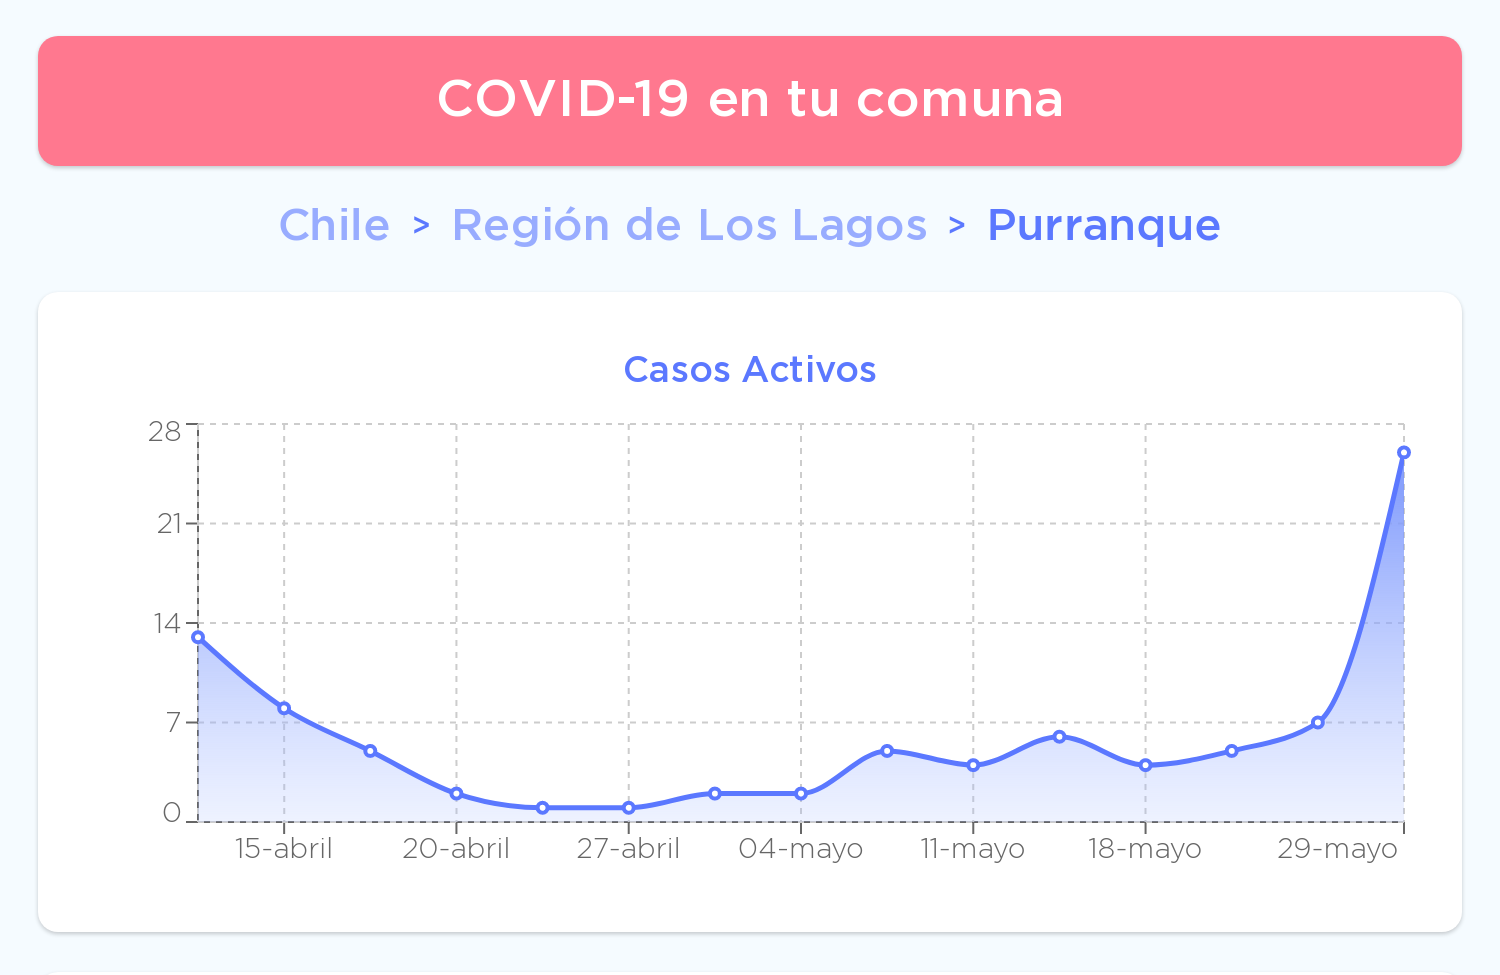 COVID-19 en tu comuna
Chile > Región de Los Lagos > Purranque
Casos Activos
28
21
14
7
0
15-abril 20-abril 27-abril 04-mayo 11-mayo 18-mayo 29-mayo